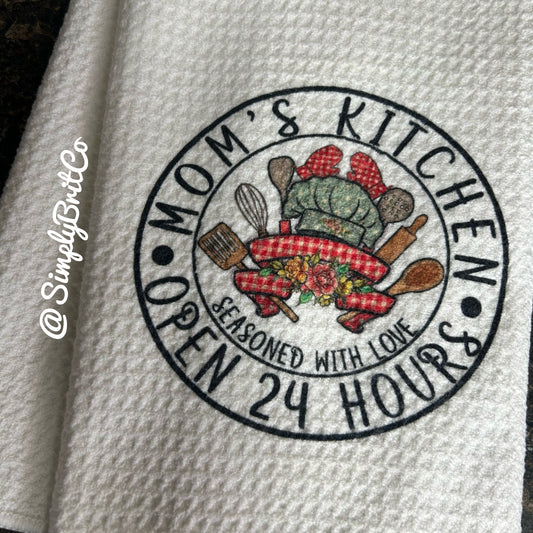 MOM'S KITCHEN
SEASONED WITH LOVE
OPEN 24 HOURS
@SimplyBritCo